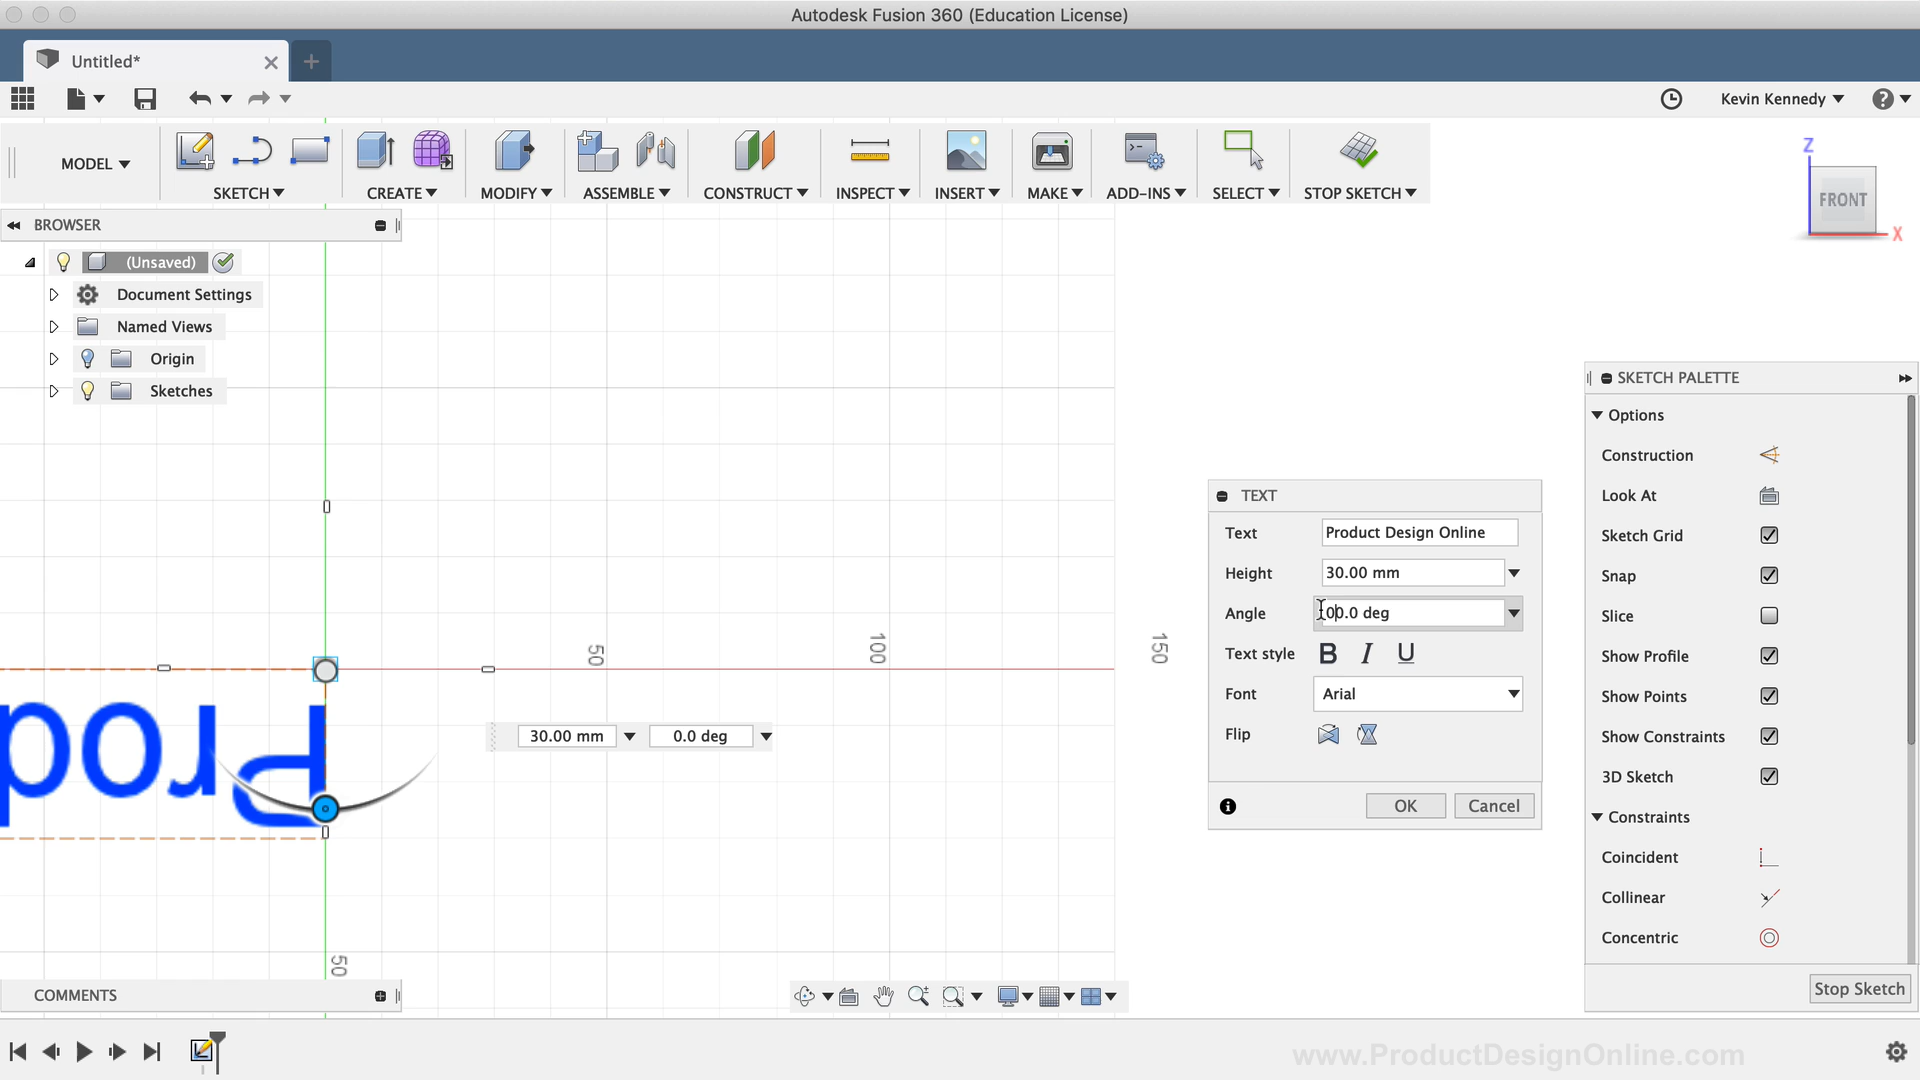 Autodesk Fusion 360 (Education License)
Untitled*
Kevin Kennedy
MODEL
SKETCH
CREATE
MODIFY
ASSEMBLE
CONSTRUCT
INSPECT
INSERT
MAKE
ADD-INS
SELECT
STOP SKETCH
Z
FRONT
X
BROWSER
(Unsaved)
Document Settings
Named Views
Origin
Sketches
SKETCH PALETTE
Options
Construction
Look At
Sketch Grid
Snap
Slice
Show Profile
Show Points
Show Constraints
3D Sketch
Constraints
Coincident
Collinear
Concentric
Stop Sketch
TEXT
Text Product Design Online
Height 30.00 mm
Angle 00.0 deg
Text style B I U
Font Arial
Flip
OK Cancel
50
100
150
Prod
30.00 mm 0.0 deg
50
COMMENTS
www.ProductDesignOnline.com